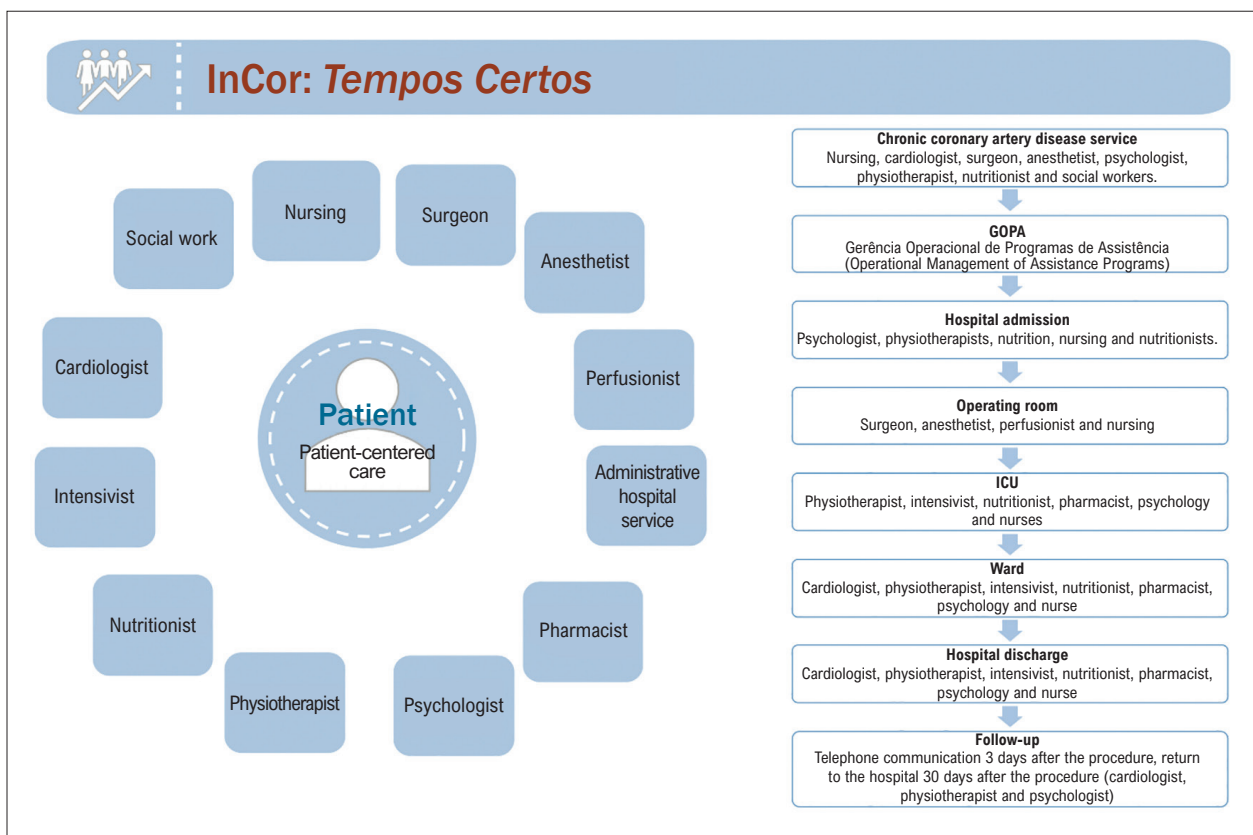 InCor: Tempos Certos
Nursing
Surgeon
Social work
Anesthetist
Cardiologist
Perfusionist
Patient
Patient-centered
care
Intensivist
Administrative
hospital
service
Nutritionist
Pharmacist
Physiotherapist
Psychologist
Chronic coronary artery disease service
Nursing, cardiologist, surgeon, anesthetist, psychologist,
physiotherapist, nutritionist and social workers.
GOPA
Gerência Operacional de Programas de Assistência
(Operational Management of Assistance Programs)
Hospital admission
Psychologist, physiotherapists, nutrition, nursing and nutritionists.
Operating room
Surgeon, anesthetist, perfusionist and nursing
ICU
Physiotherapist, intensivist, nutritionist, pharmacist, psychology
and nurses
Ward
Cardiologist, physiotherapist, intensivist, nutritionist, pharmacist,
psychology and nurse
Hospital discharge
Cardiologist, physiotherapist, intensivist, nutritionist, pharmacist,
psychology and nurse
Follow-up
Telephone communication 3 days after the procedure, return
to the hospital 30 days after the procedure (cardiologist,
physiotherapist and psychologist)